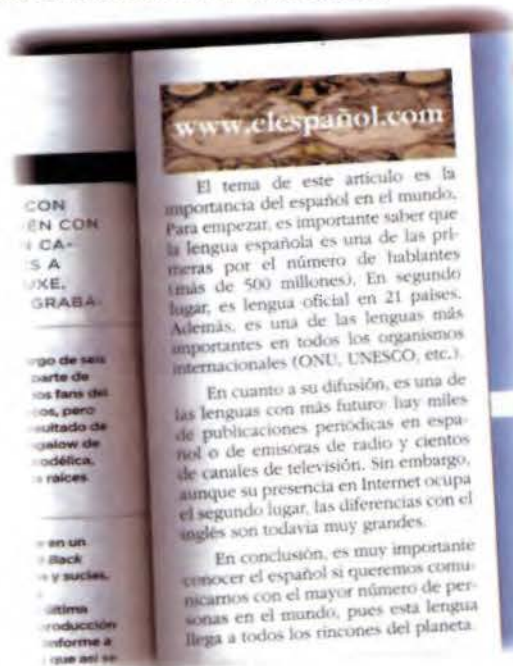 CON
ÉN CON
CA-
S A
UXE,
GRABA-
rgo de seis
parte de
os fans del
os, pero
sultado de
galow de
odélica,
raíces
en un
Back
y sucias,
última
roducción
nforme a
que así se
www.elespañol.com
El tema de este artículo es la
importancia del español en el mundo.
Para empezar, es importante saber que
la lengua española es una de las pri-
meras por el número de hablantes
(más de 500 millones). En segundo
lugar, es lengua oficial en 21 países.
Además, es una de las lenguas más
importantes en todos los organismos
internacionales (ONU, UNESCO, etc.).
En cuanto a su difusión, es una de
las lenguas con más futuro: hay miles
de publicaciones periódicas en espa-
ñol o de emisoras de radio y cientos
de canales de televisión. Sin embargo,
aunque su presencia en Internet ocupa
el segundo lugar, las diferencias con el
inglés son todavía muy grandes.
En conclusión, es muy importante
conocer el español si queremos comu-
nicarnos con el mayor número de per-
sonas en el mundo, pues esta lengua
llega a todos los rincones del planeta.